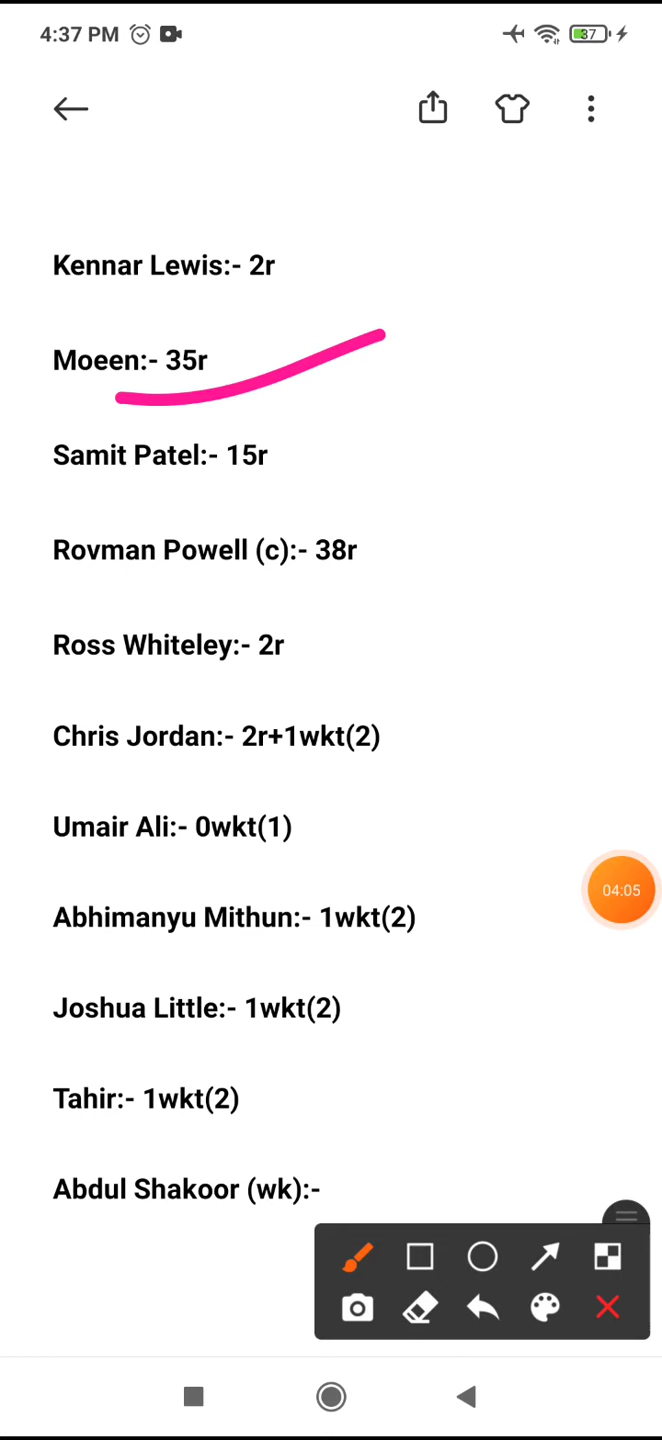 4:37 PM
37
Kennar Lewis:- 2r
Moeen:- 35r
Samit Patel:- 15r
Rovman Powell (c):- 38r
Ross Whiteley:- 2r
Chris Jordan:- 2r+1wkt(2)
Umair Ali:- 0wkt(1)
04:05
Abhimanyu Mithun:- 1wkt(2)
Joshua Little:- 1wkt(2)
Tahir:- 1wkt(2)
Abdul Shakoor (wk):-